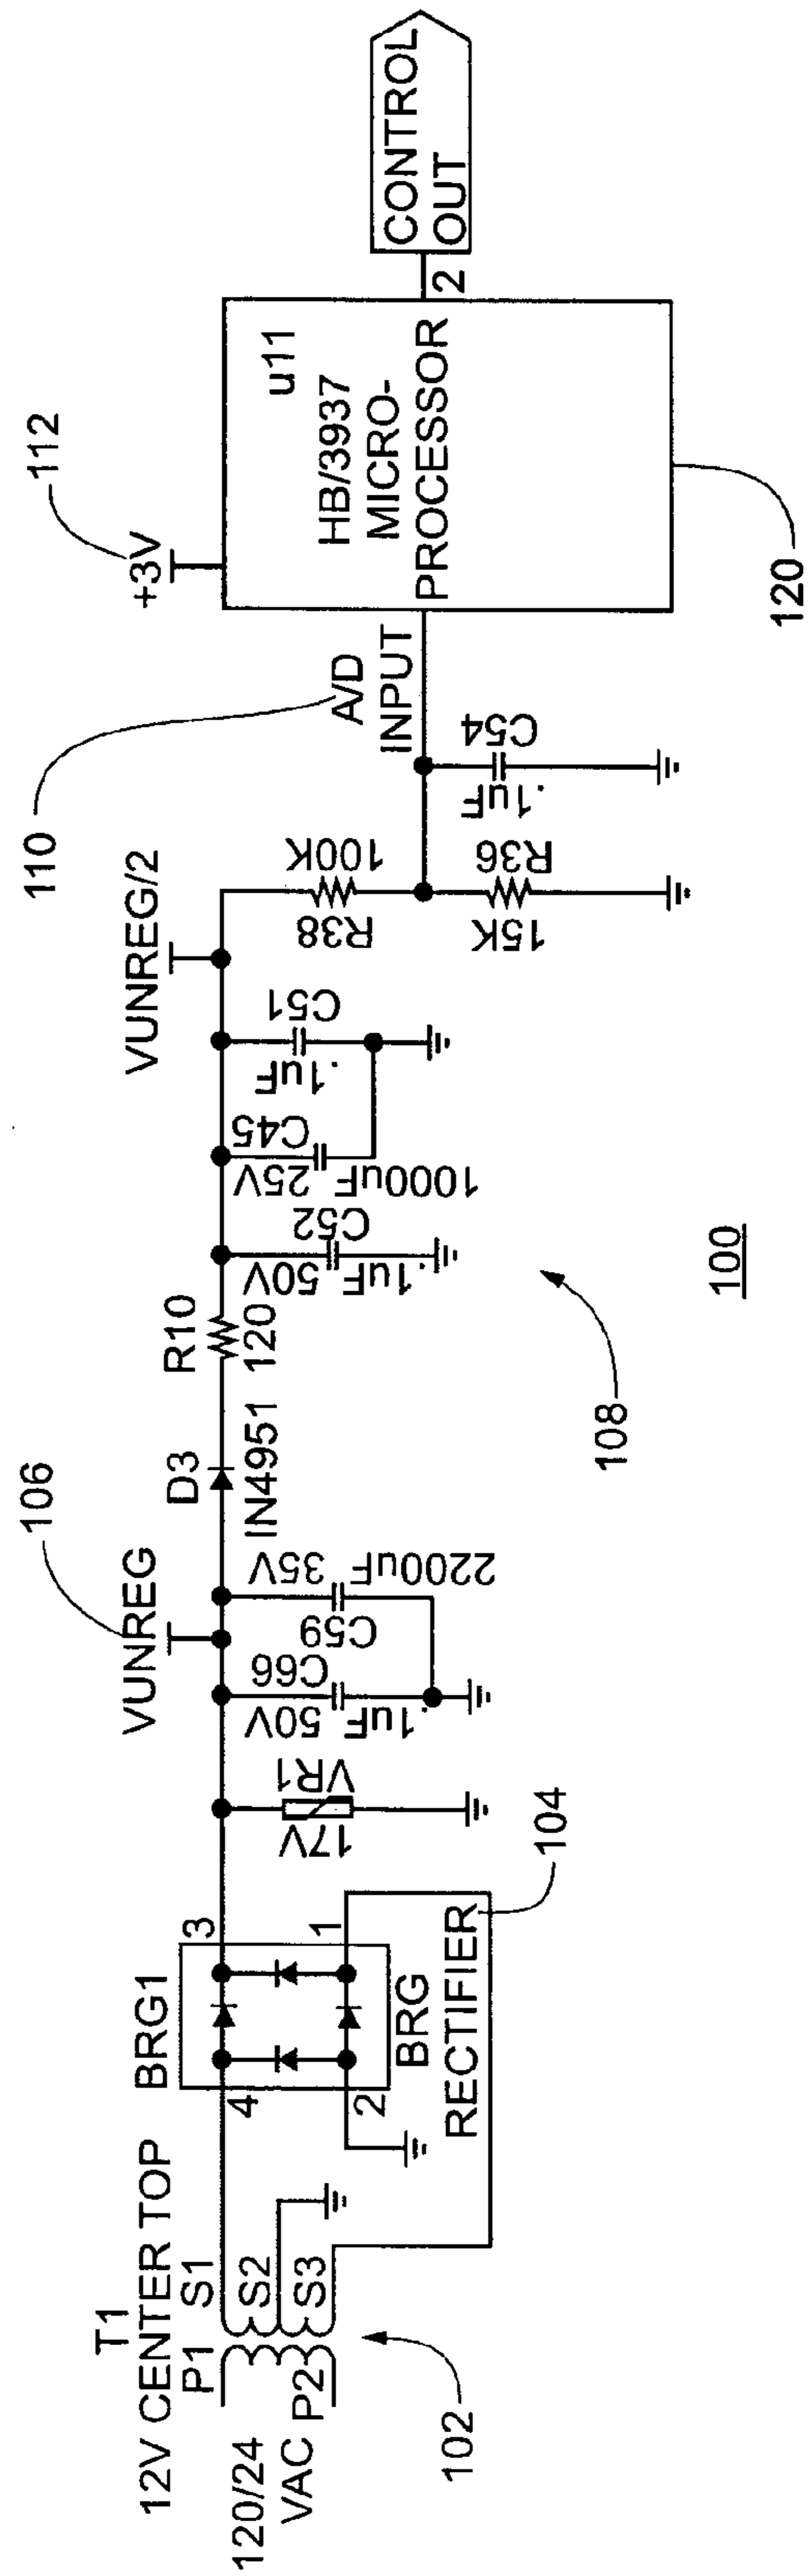 T1
12V CENTER TOP
P1
S1
S2
S3
P2
120/24
VAC
102
BRG1
4
3
2
1
BRG
RECTIFIER
104
17V
VR1
VUNREG
106
C66
50V
.1uF
C59
35V
2200uF
D3
IN4951
R10
120
C52
50V
.1uF
C45
25V
1000uF
C51
.1uF
VUNREG/2
108
100
R38
100K
R36
15K
110
A/D
INPUT
C54
.1uF
+3V
112
u11
HB/3937
MICRO-
PROCESSOR
120
2
CONTROL
OUT